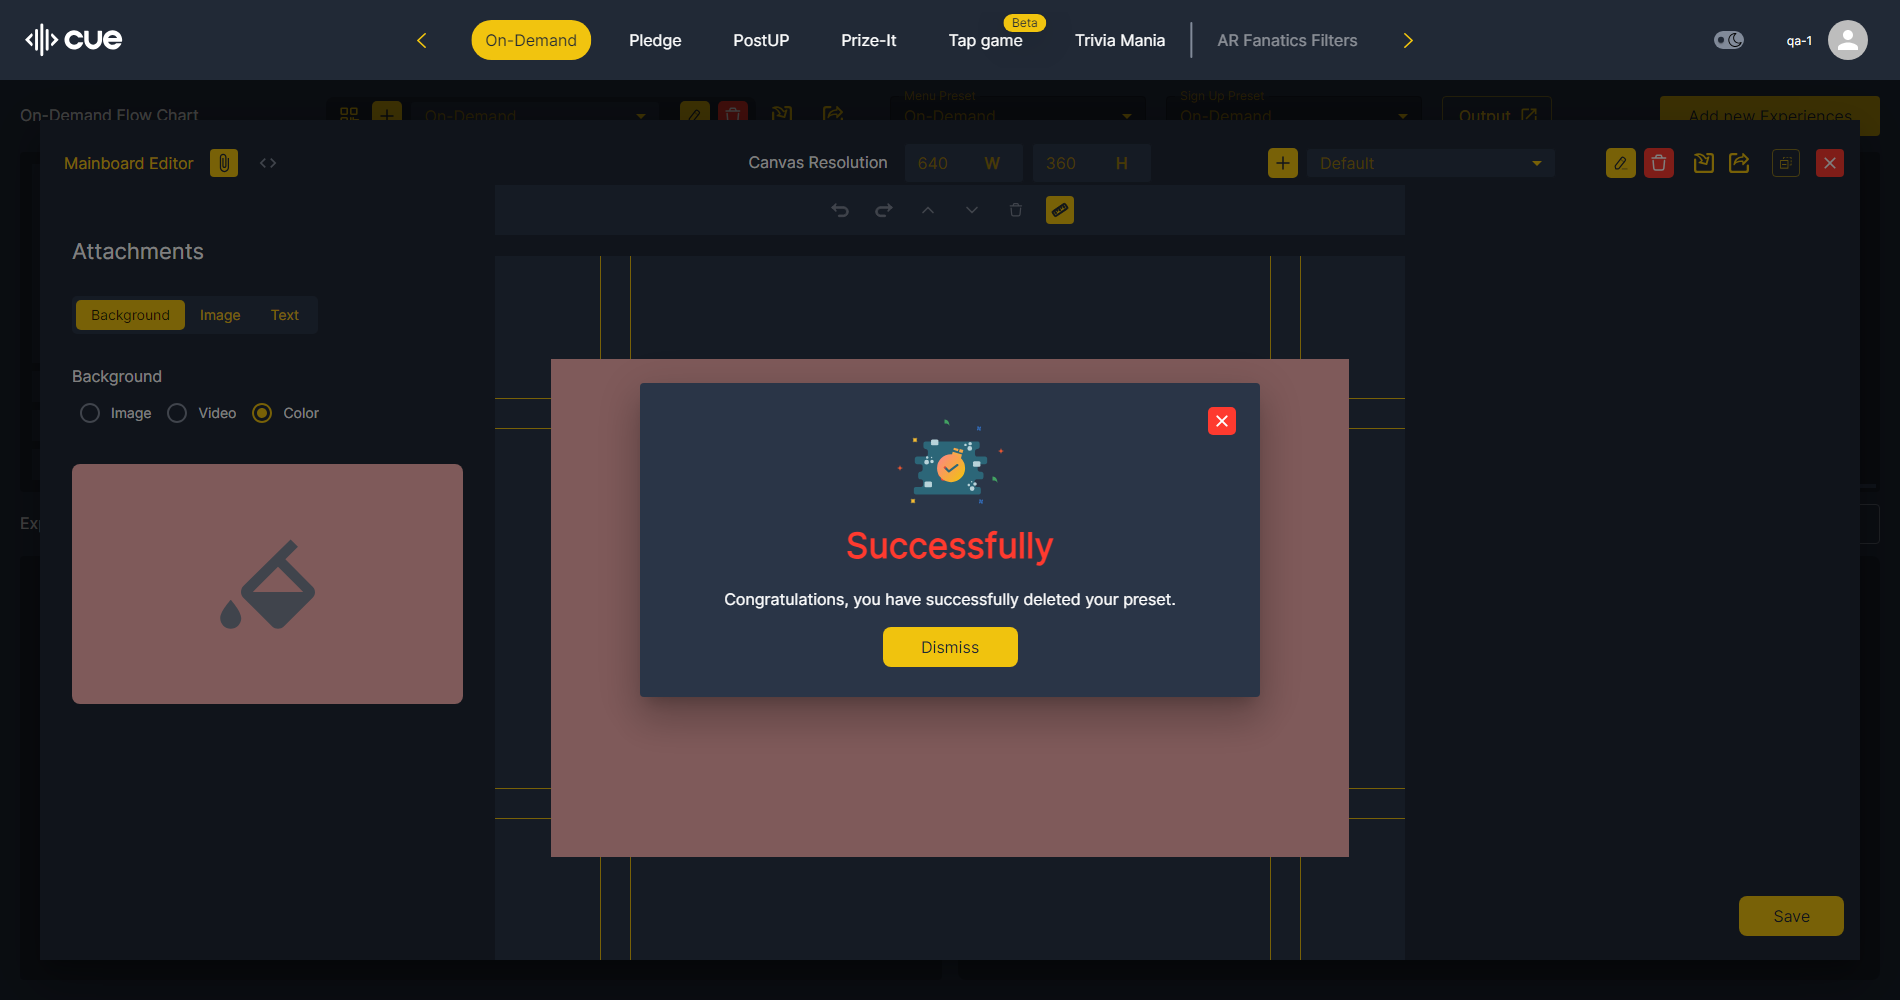 cue
On-Demand
Pledge
PostUP
Prize-It
Tap game
Beta
Trivia Mania
AR Fanatics Filters
qa-1
On-Demand Flow Chart
On-Demand
Menu Preset
On-Demand
Sign Up Preset
On-Demand
Output
Add new Experiences
Mainboard Editor
Canvas Resolution
640 W
360 H
Default
Attachments
Background
Image
Text
Background
Image
Video
Color
Successfully
Congratulations, you have successfully deleted your preset.
Dismiss
Save